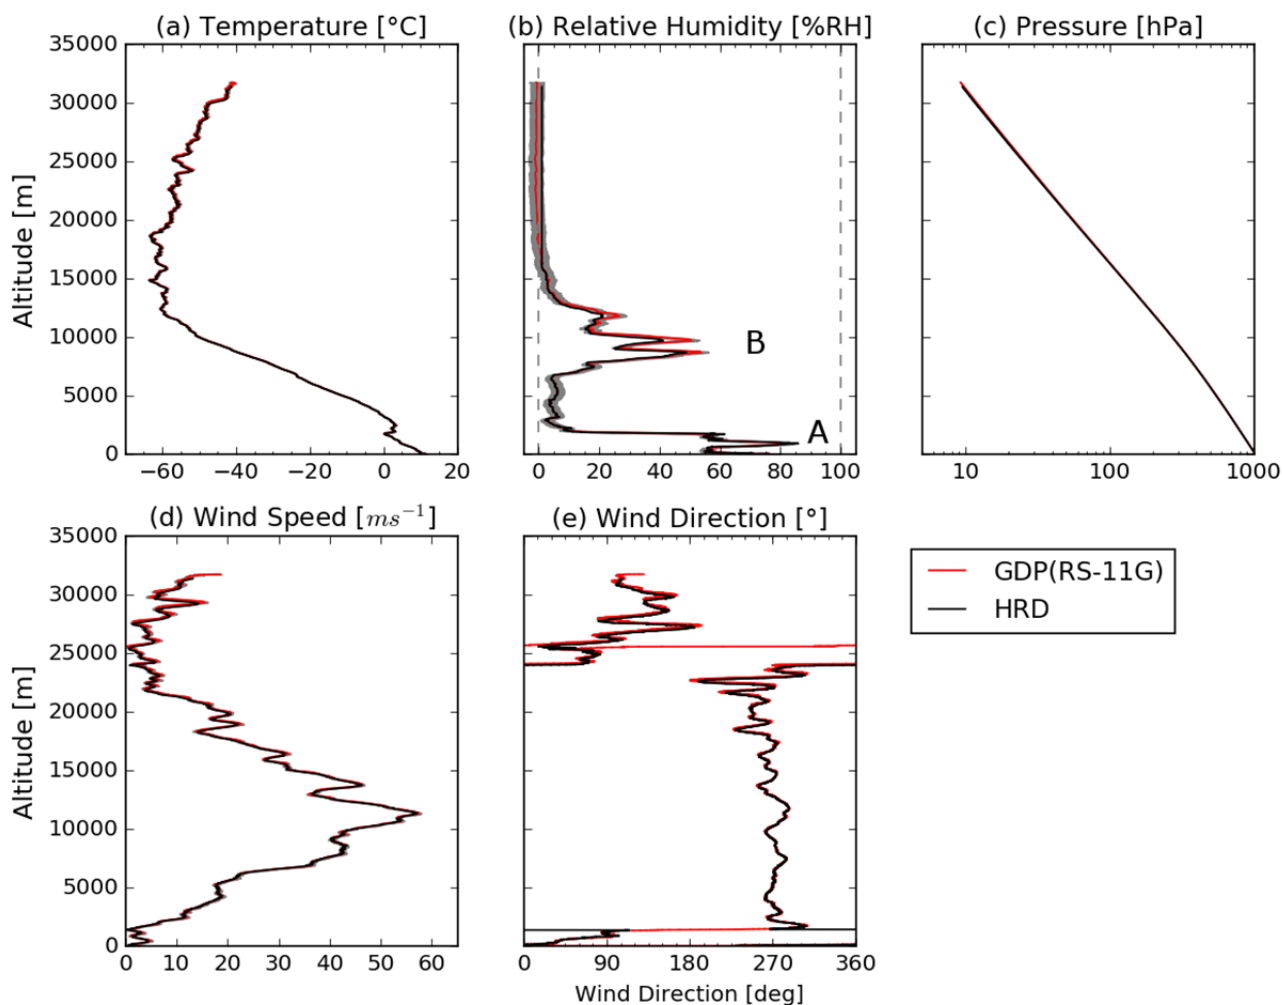 (a) Temperature [°C]
(b) Relative Humidity [%RH]
(c) Pressure [hPa]
35000
30000
25000
20000
15000
10000
5000
0
Altitude [m]
−60 −40 −20 0 20
0 20 40 60 80 100
10 100 1000
B
A
(d) Wind Speed [ms⁻¹]
(e) Wind Direction [°]
35000
30000
25000
20000
15000
10000
5000
0
Altitude [m]
0 10 20 30 40 50 60
0 90 180 270 360
Wind Direction [deg]
GDP(RS-11G)
HRD